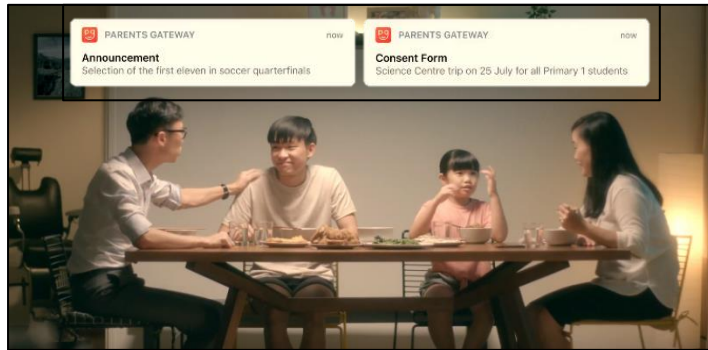 PARENTS GATEWAY now
Announcement
Selection of the first eleven in soccer quarterfinals
PARENTS GATEWAY now
Consent Form
Science Centre trip on 25 July for all Primary 1 students